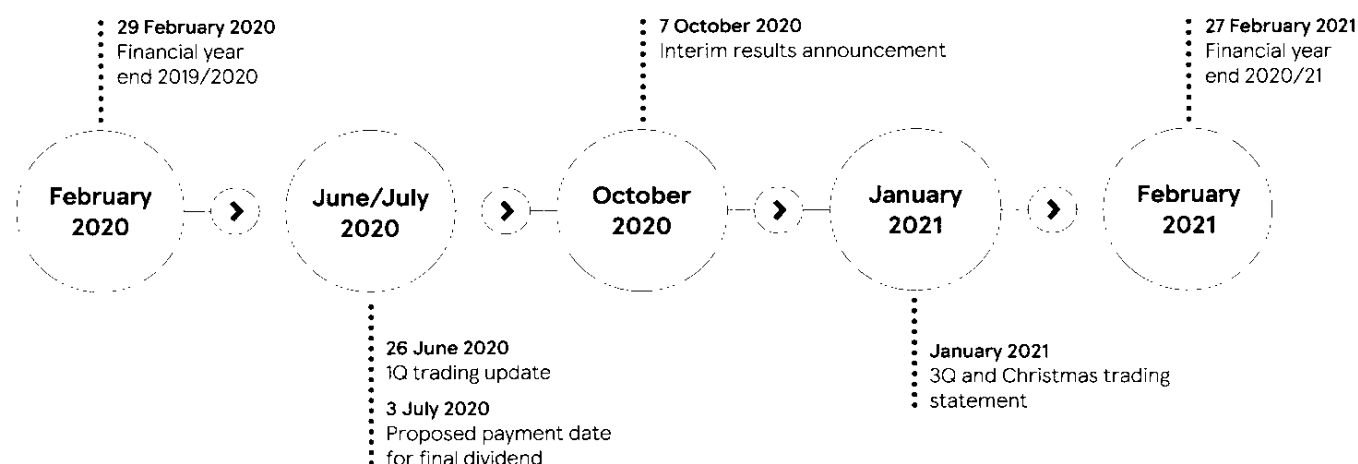 29 February 2020
Financial year
end 2019/2020
7 October 2020
Interim results announcement
27 February 2021
Financial year
end 2020/21
February
2020
June/July
2020
October
2020
January
2021
February
2021
26 June 2020
1Q trading update
3 July 2020
Proposed payment date
for final dividend
January 2021
3Q and Christmas trading
statement